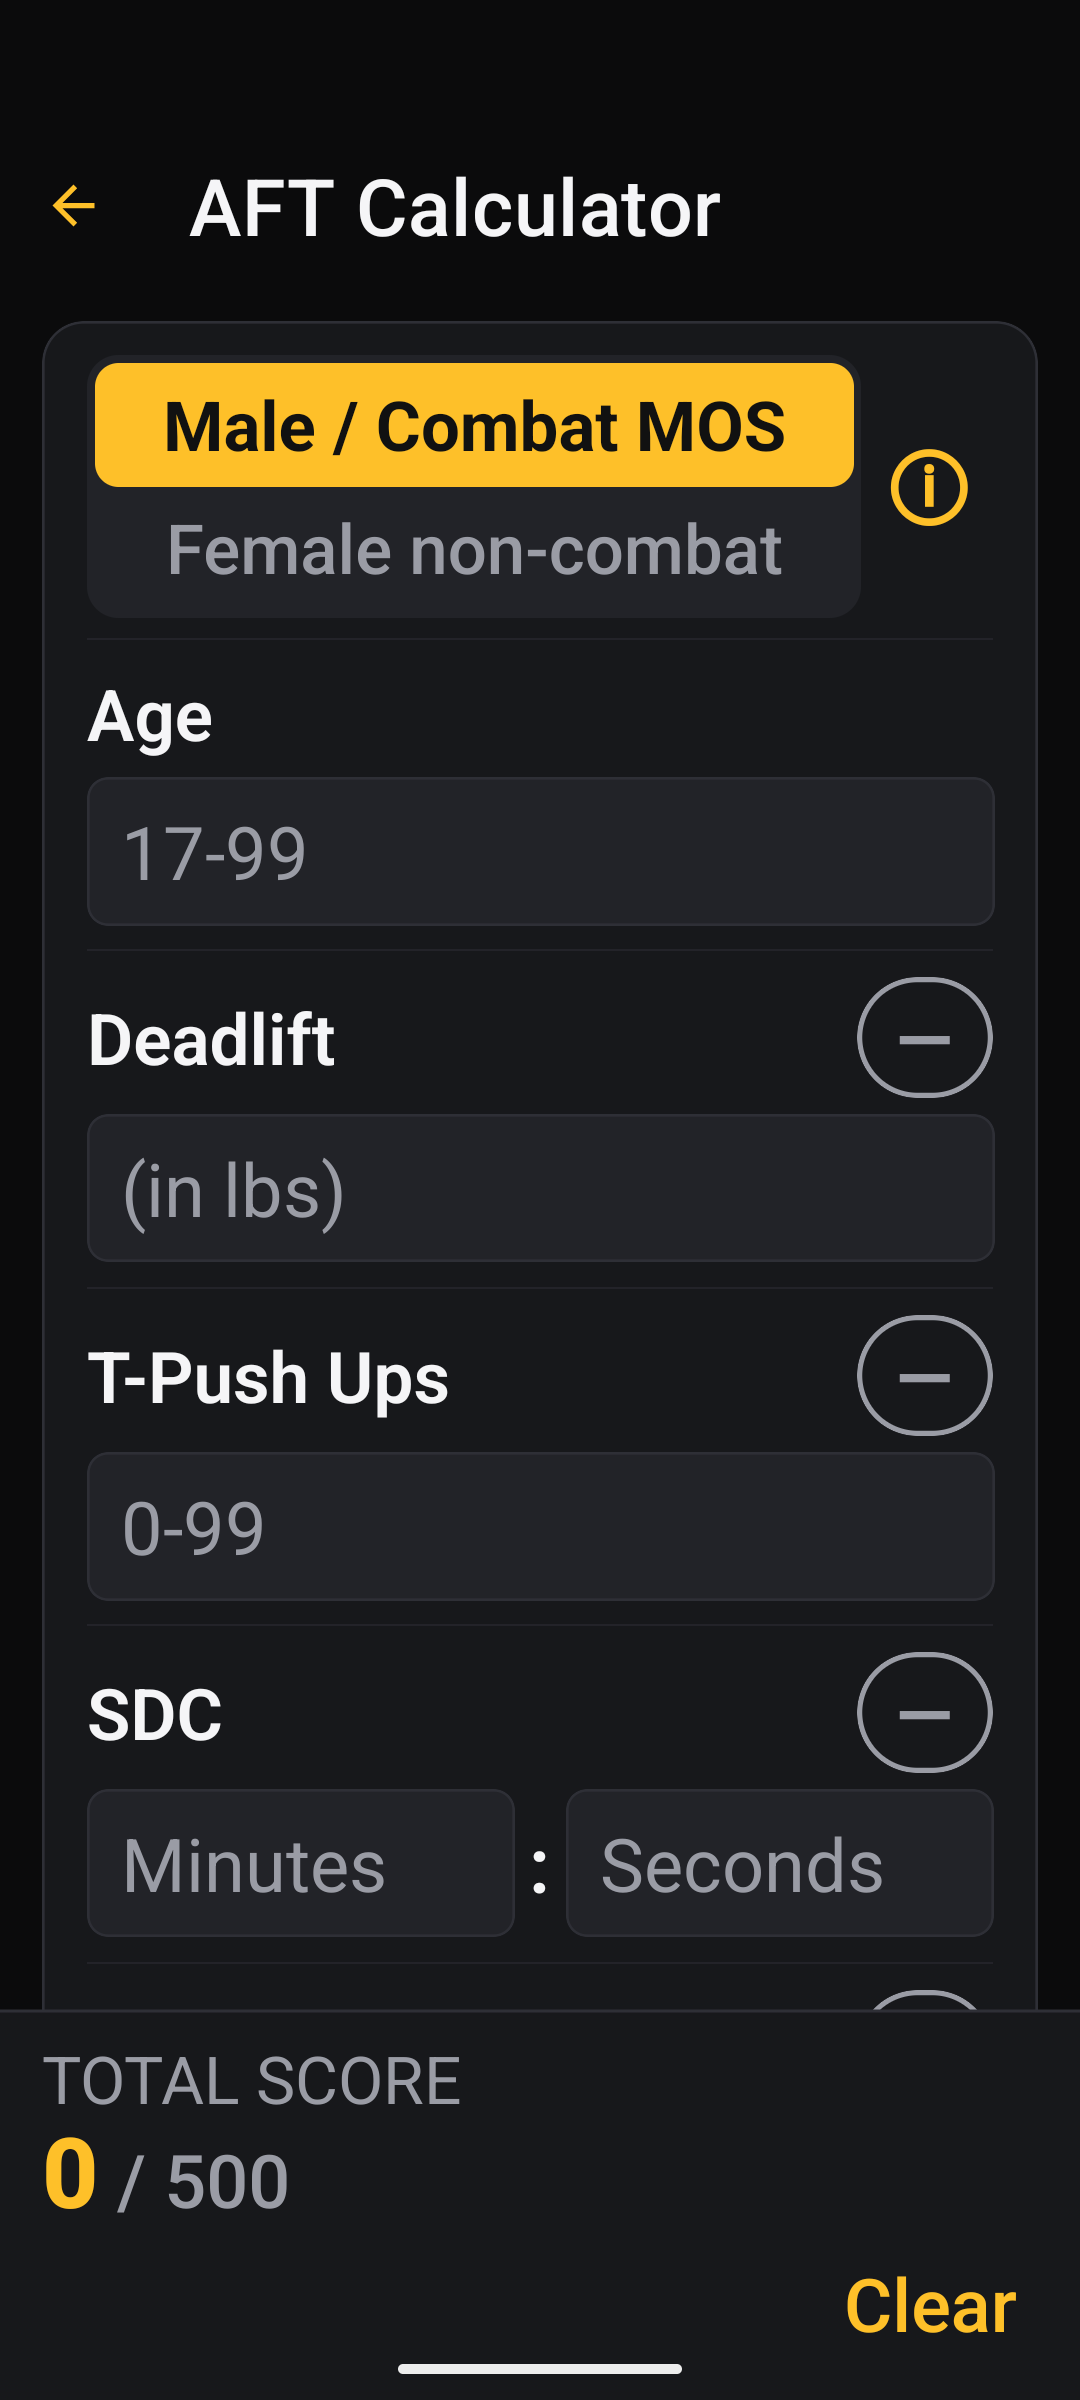 AFT Calculator
Male / Combat MOS
Female non-combat
Age
17-99
Deadlift
(in lbs)
T-Push Ups
0-99
SDC
Minutes : Seconds
TOTAL SCORE
0 / 500
Clear